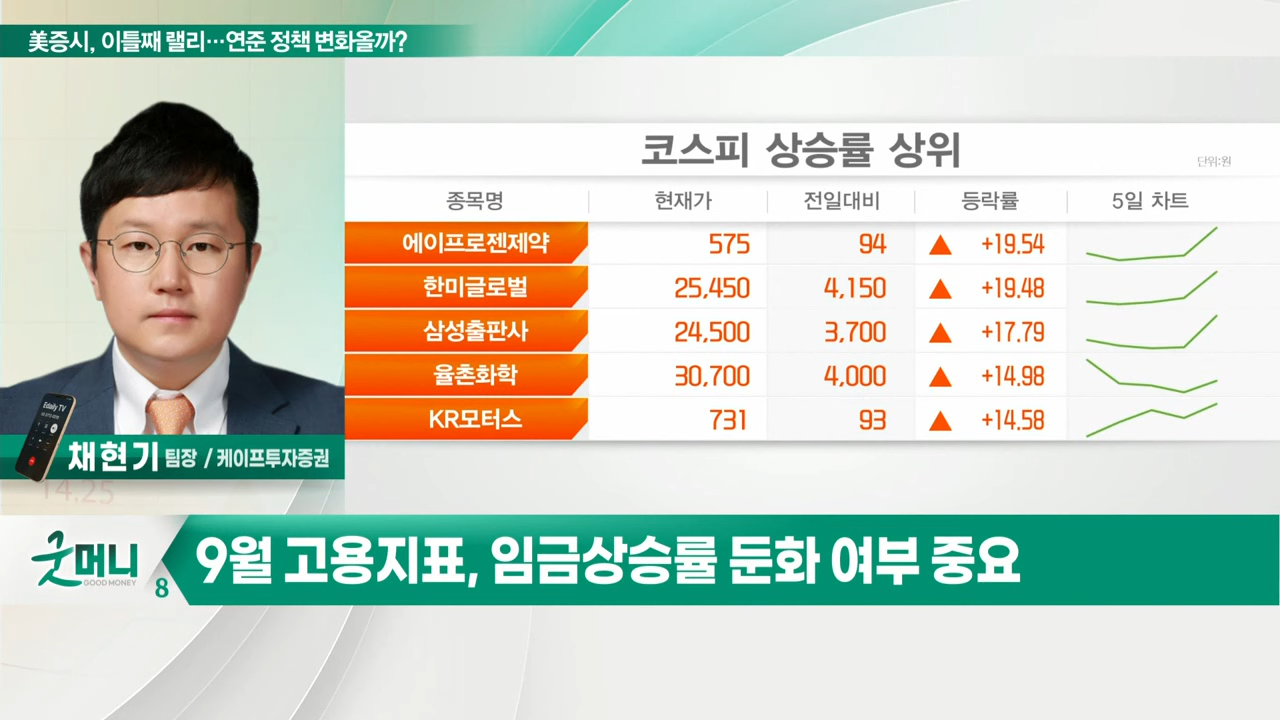 美증시, 이틀째 랠리…연준 정책 변화올까?
코스피 상승률 상위
단위:원
종목명 현재가 전일대비 등락률 5일 차트
에이프로젠제약 575 94 ▲ +19.54
한미글로벌 25,450 4,150 ▲ +19.48
삼성출판사 24,500 3,700 ▲ +17.79
율촌화학 30,700 4,000 ▲ +14.98
KR모터스 731 93 ▲ +14.58
Edaily TV
채현기 팀장 / 케이프투자증권
14.25
굿머니
GOOD MONEY
8
9월 고용지표, 임금상승률 둔화 여부 중요